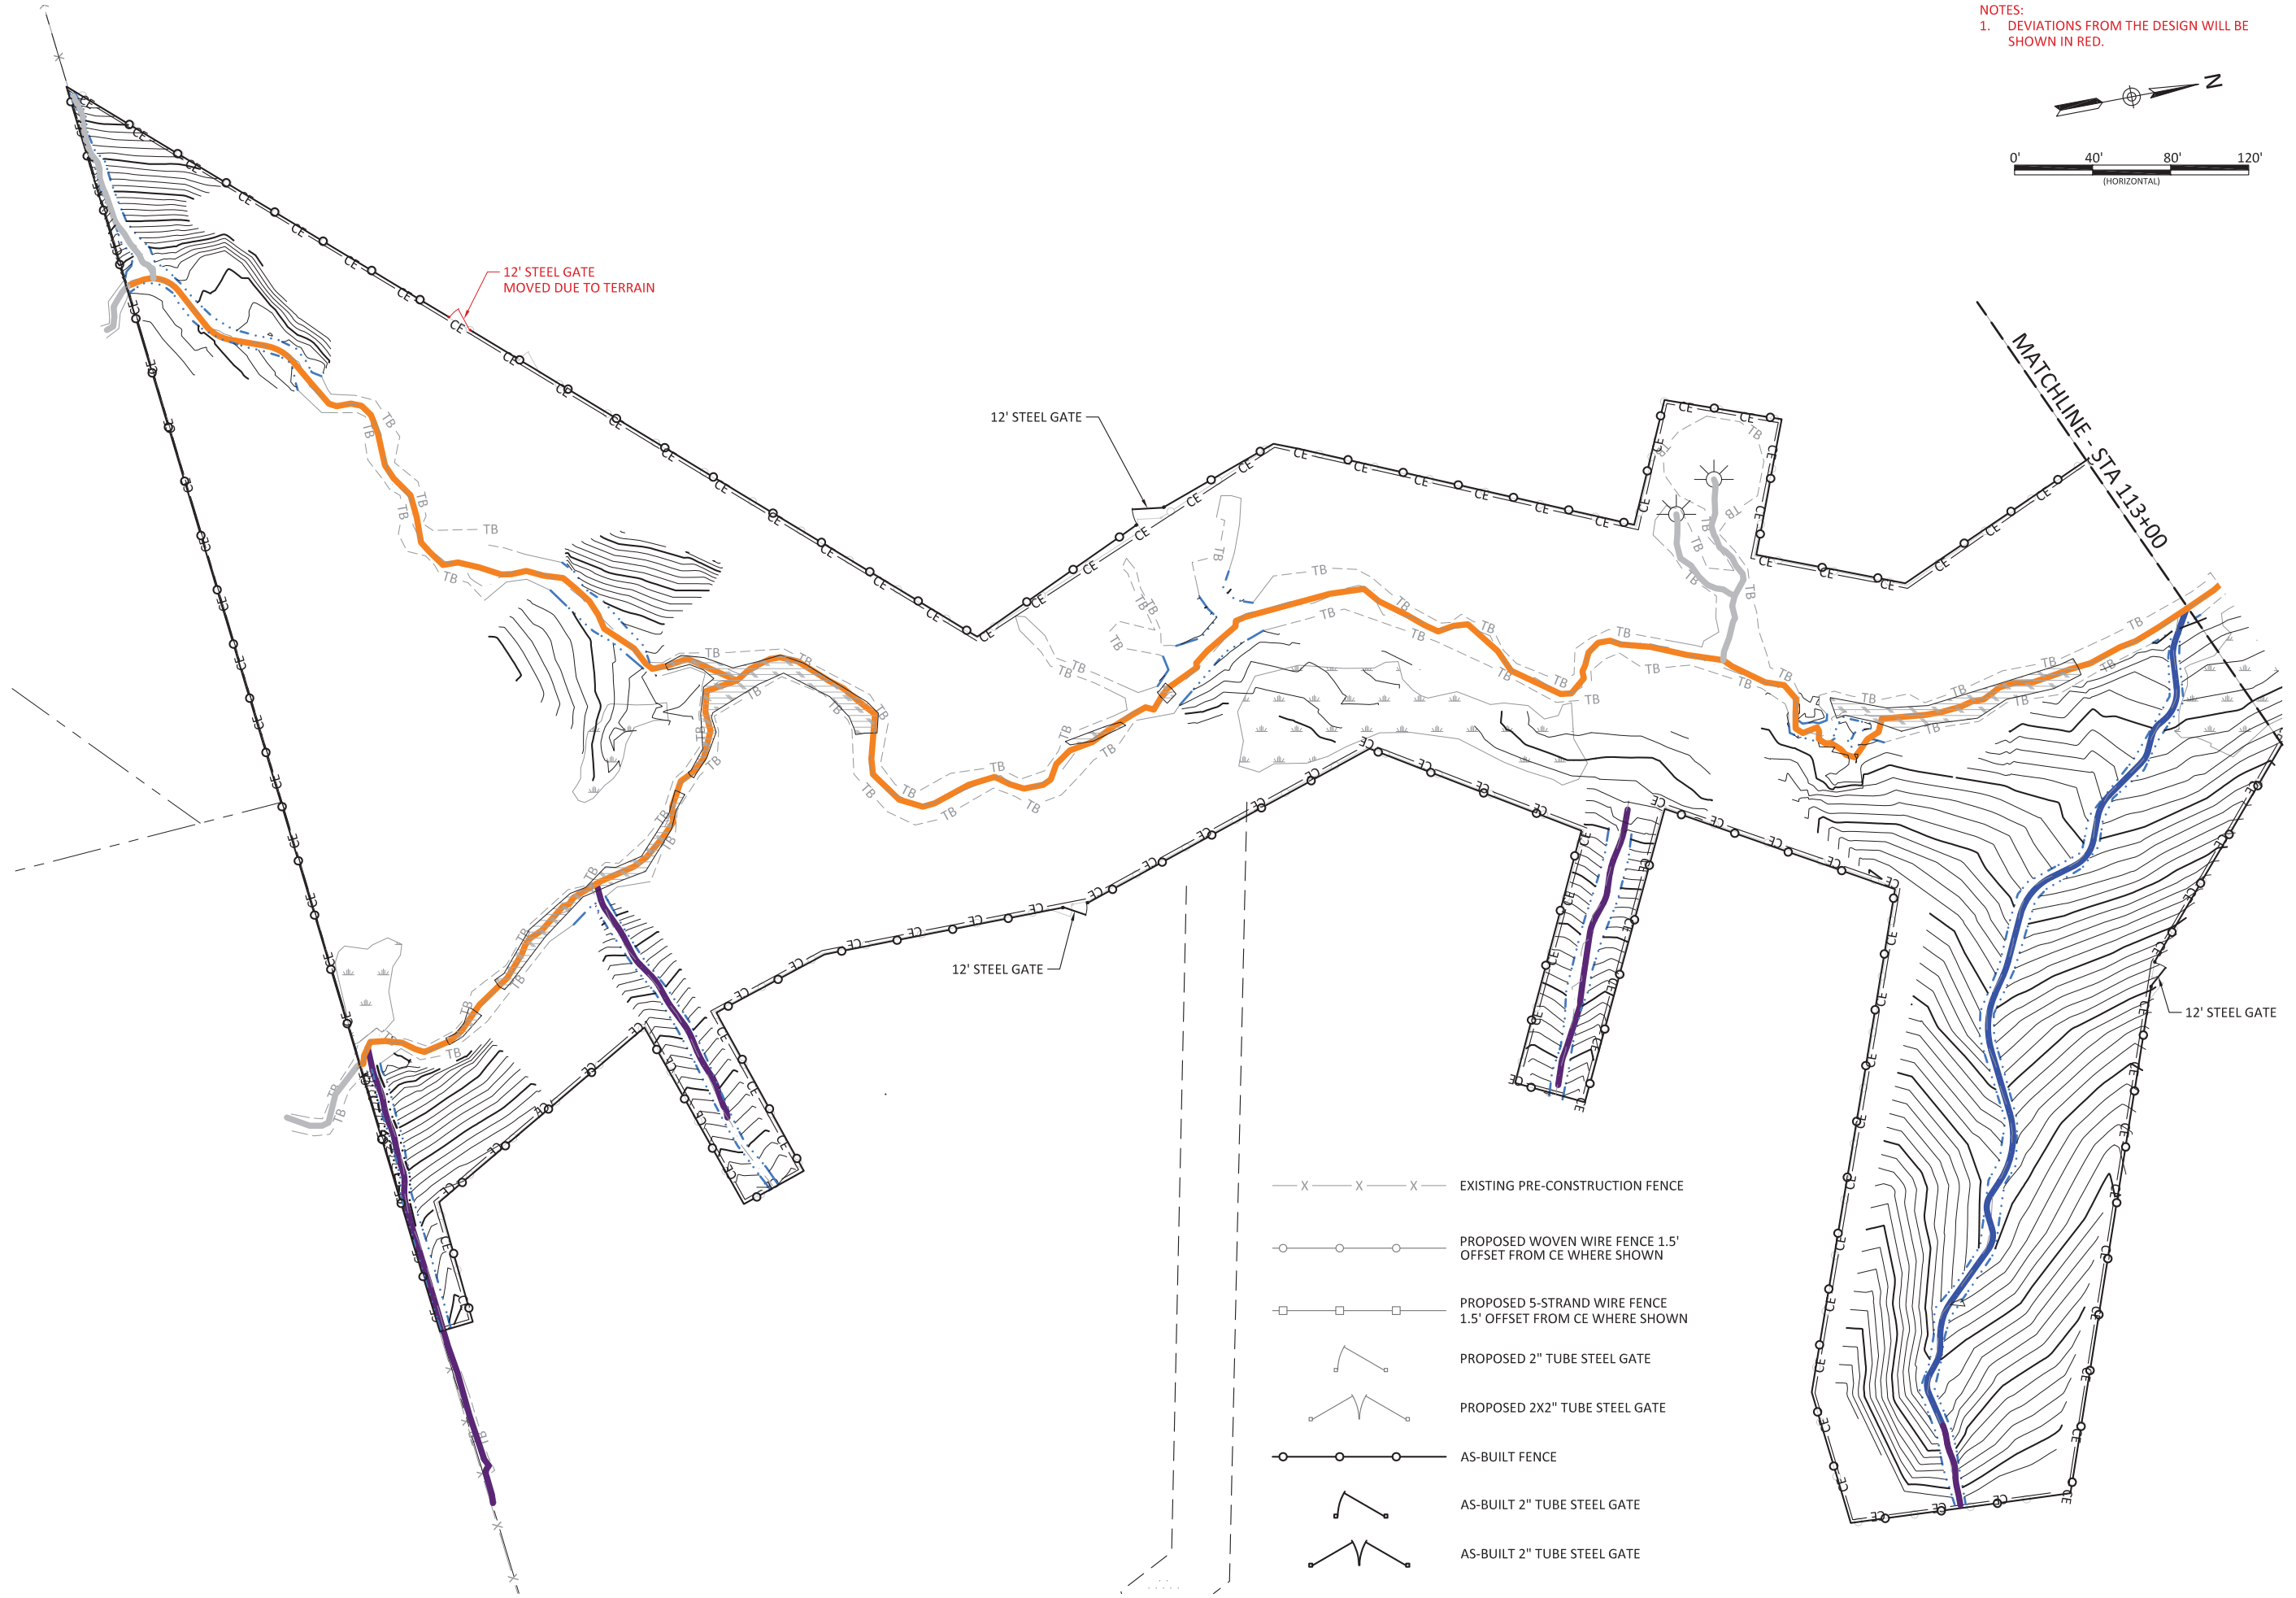 NOTES:
1. DEVIATIONS FROM THE DESIGN WILL BE
SHOWN IN RED.
N
0' 40' 80' 120'
(HORIZONTAL)
12' STEEL GATE
MOVED DUE TO TERRAIN
12' STEEL GATE
MATCHLINE - STA 113+00
12' STEEL GATE
12' STEEL GATE
CE
TB
X X X EXISTING PRE-CONSTRUCTION FENCE
PROPOSED WOVEN WIRE FENCE 1.5'
OFFSET FROM CE WHERE SHOWN
PROPOSED 5-STRAND WIRE FENCE
1.5' OFFSET FROM CE WHERE SHOWN
PROPOSED 2" TUBE STEEL GATE
PROPOSED 2X2" TUBE STEEL GATE
AS-BUILT FENCE
AS-BUILT 2" TUBE STEEL GATE
AS-BUILT 2" TUBE STEEL GATE